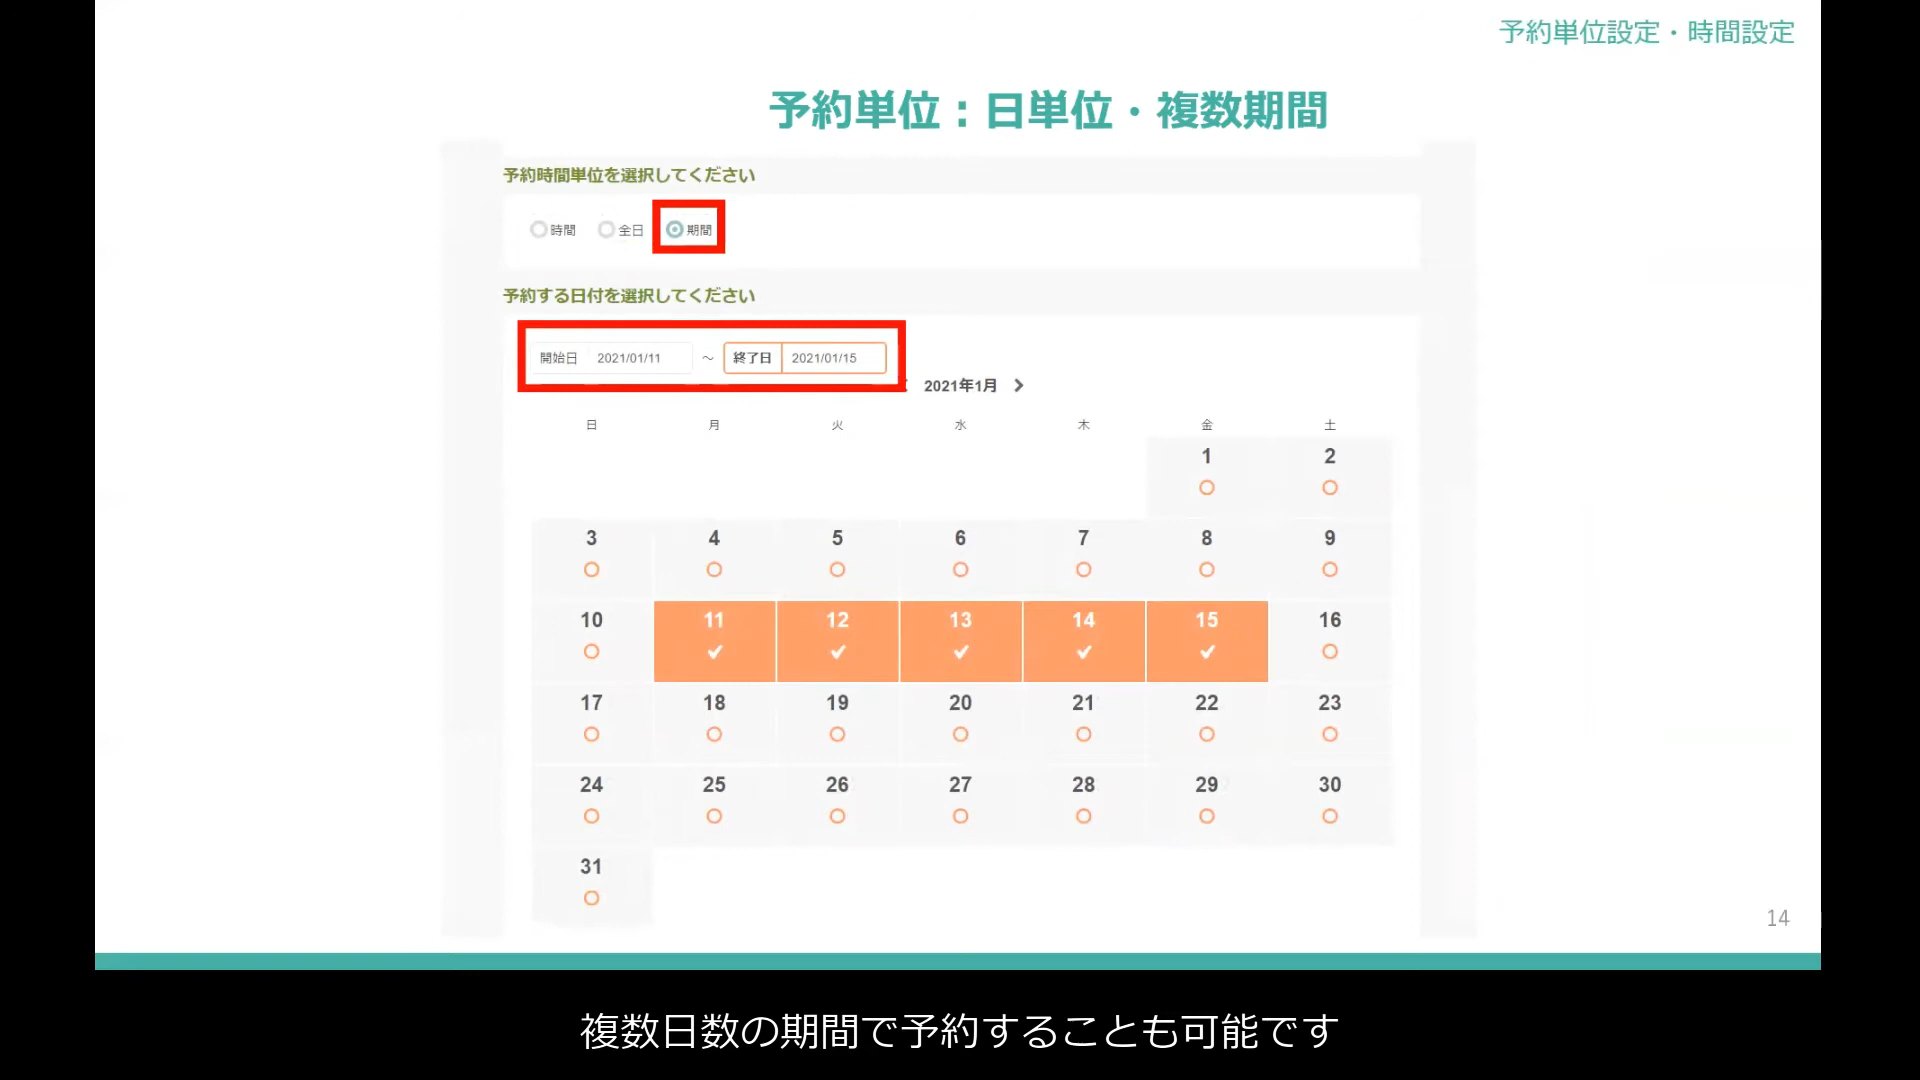 予約単位設定・時間設定
予約単位：日単位・複数期間
予約時間単位を選択してください
時間 全日 期間
予約する日付を選択してください
開始日 2021/01/11 ～ 終了日 2021/01/15
2021年1月
日 月 火 水 木 金 土
1 2
3 4 5 6 7 8 9
10 11 12 13 14 15 16
17 18 19 20 21 22 23
24 25 26 27 28 29 30
31
14
複数日数の期間で予約することも可能です